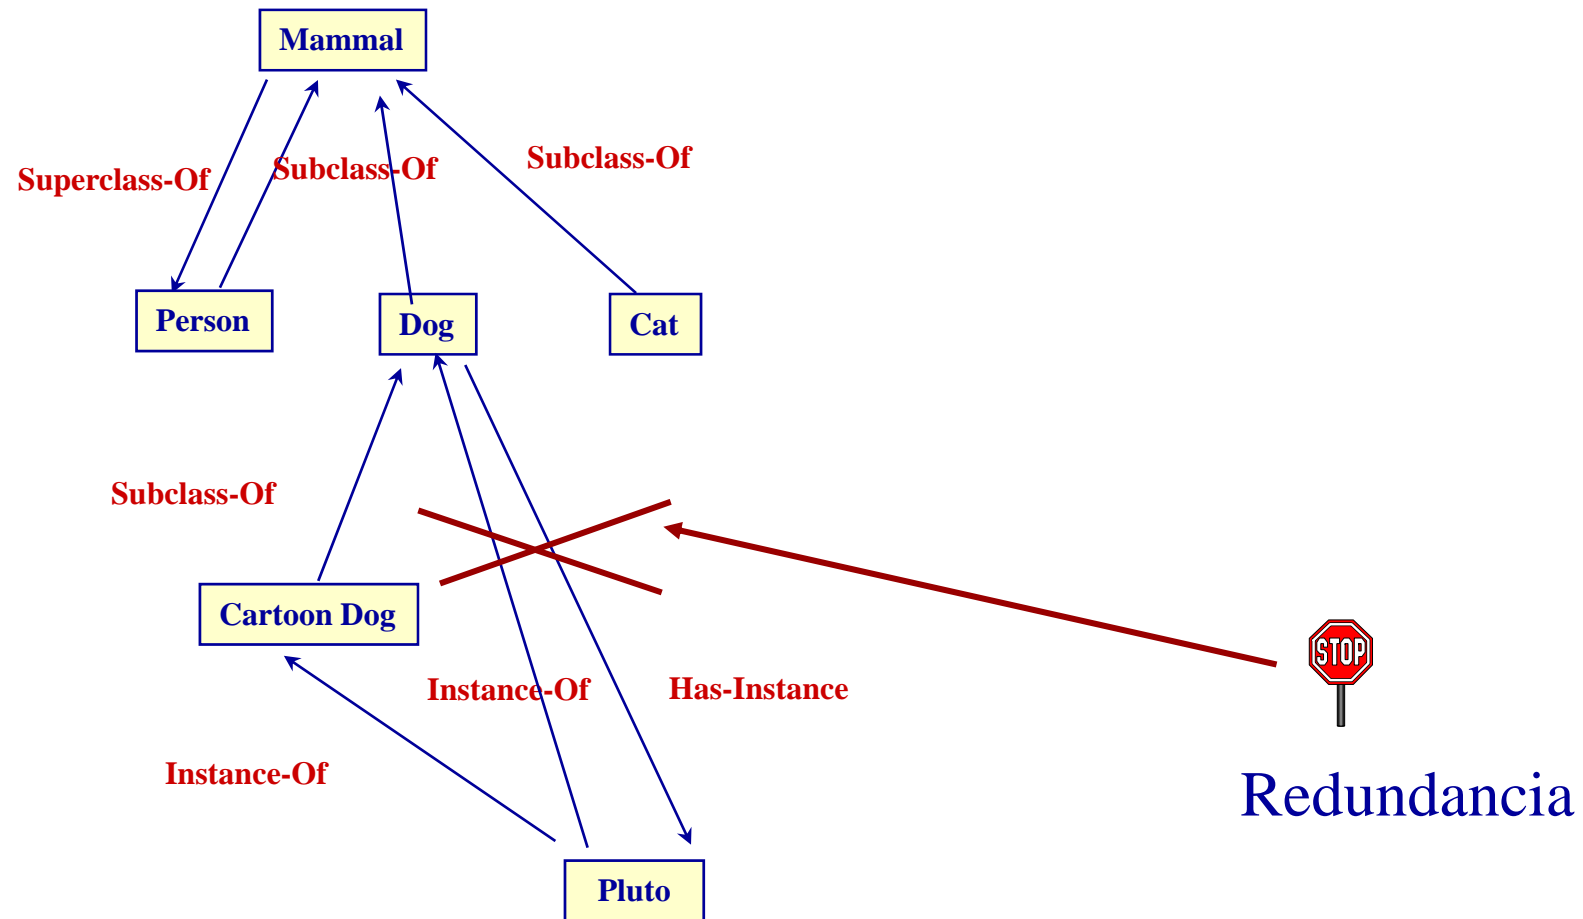 Mammal
Superclass-Of
Subclass-Of
Subclass-Of
Person
Dog
Cat
Subclass-Of
Cartoon Dog
STOP
Instance-Of
Has-Instance
Instance-Of
Redundancia
Pluto